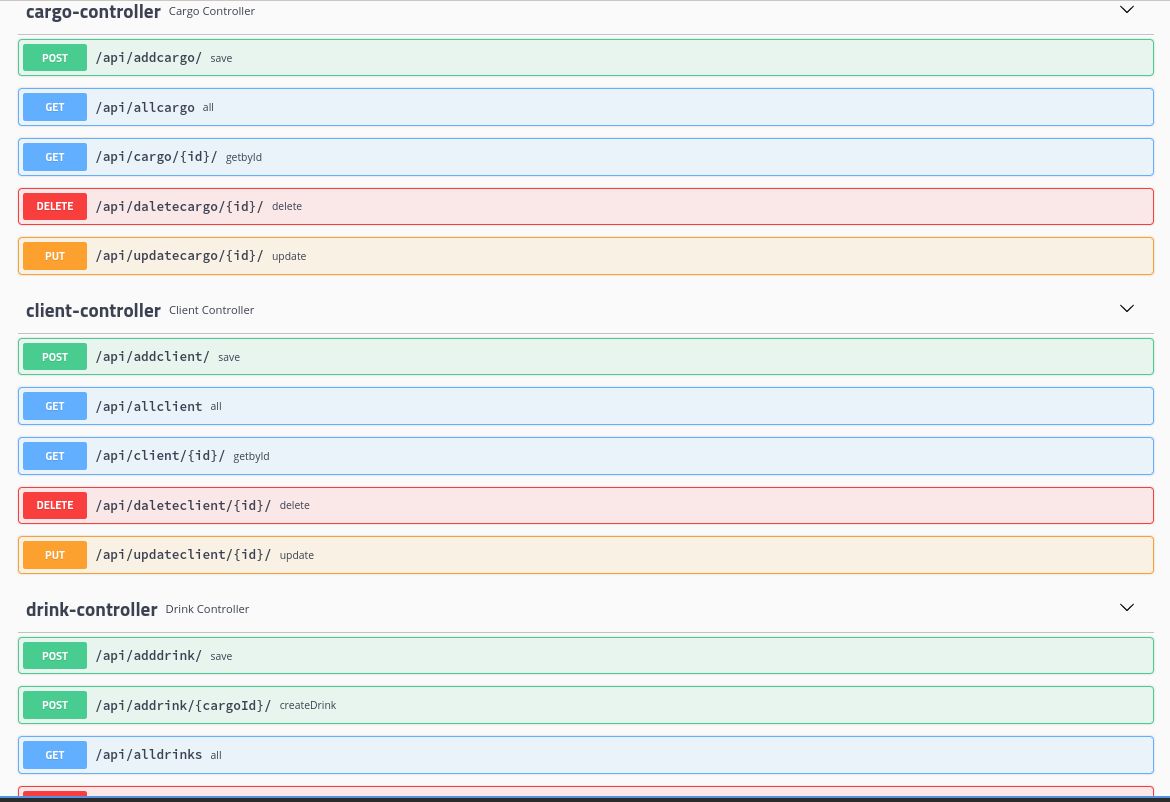 cargo-controller Cargo Controller
POST /api/addcargo/ save
GET /api/allcargo all
GET /api/cargo/{id}/ getbyId
DELETE /api/daletecargo/{id}/ delete
PUT /api/updatecargo/{id}/ update
client-controller Client Controller
POST /api/addclient/ save
GET /api/allclient all
GET /api/client/{id}/ getbyId
DELETE /api/daleteclient/{id}/ delete
PUT /api/updateclient/{id}/ update
drink-controller Drink Controller
POST /api/adddrink/ save
POST /api/addrink/{cargoId}/ createDrink
GET /api/alldrinks all